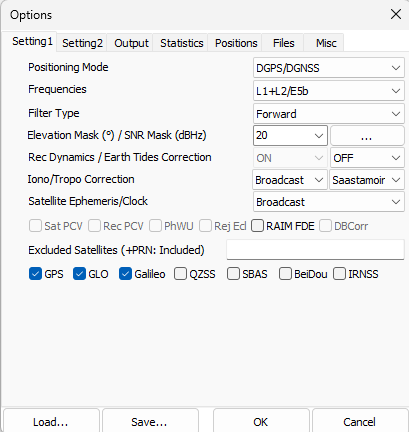 Options
Setting1 Setting2 Output Statistics Positions Files Misc
Positioning Mode DGPS/DGNSS
Frequencies L1+L2/E5b
Filter Type Forward
Elevation Mask (°) / SNR Mask (dBHz) 20 ...
Rec Dynamics / Earth Tides Correction ON OFF
Iono/Tropo Correction Broadcast Saastamoir
Satellite Ephemeris/Clock Broadcast
Sat PCV Rec PCV PhWU Rej Ecl RAIM FDE DBCorr
Excluded Satellites (+PRN: Included)
GPS GLO Galileo QZSS SBAS BeiDou IRNSS
Load... Save... OK Cancel